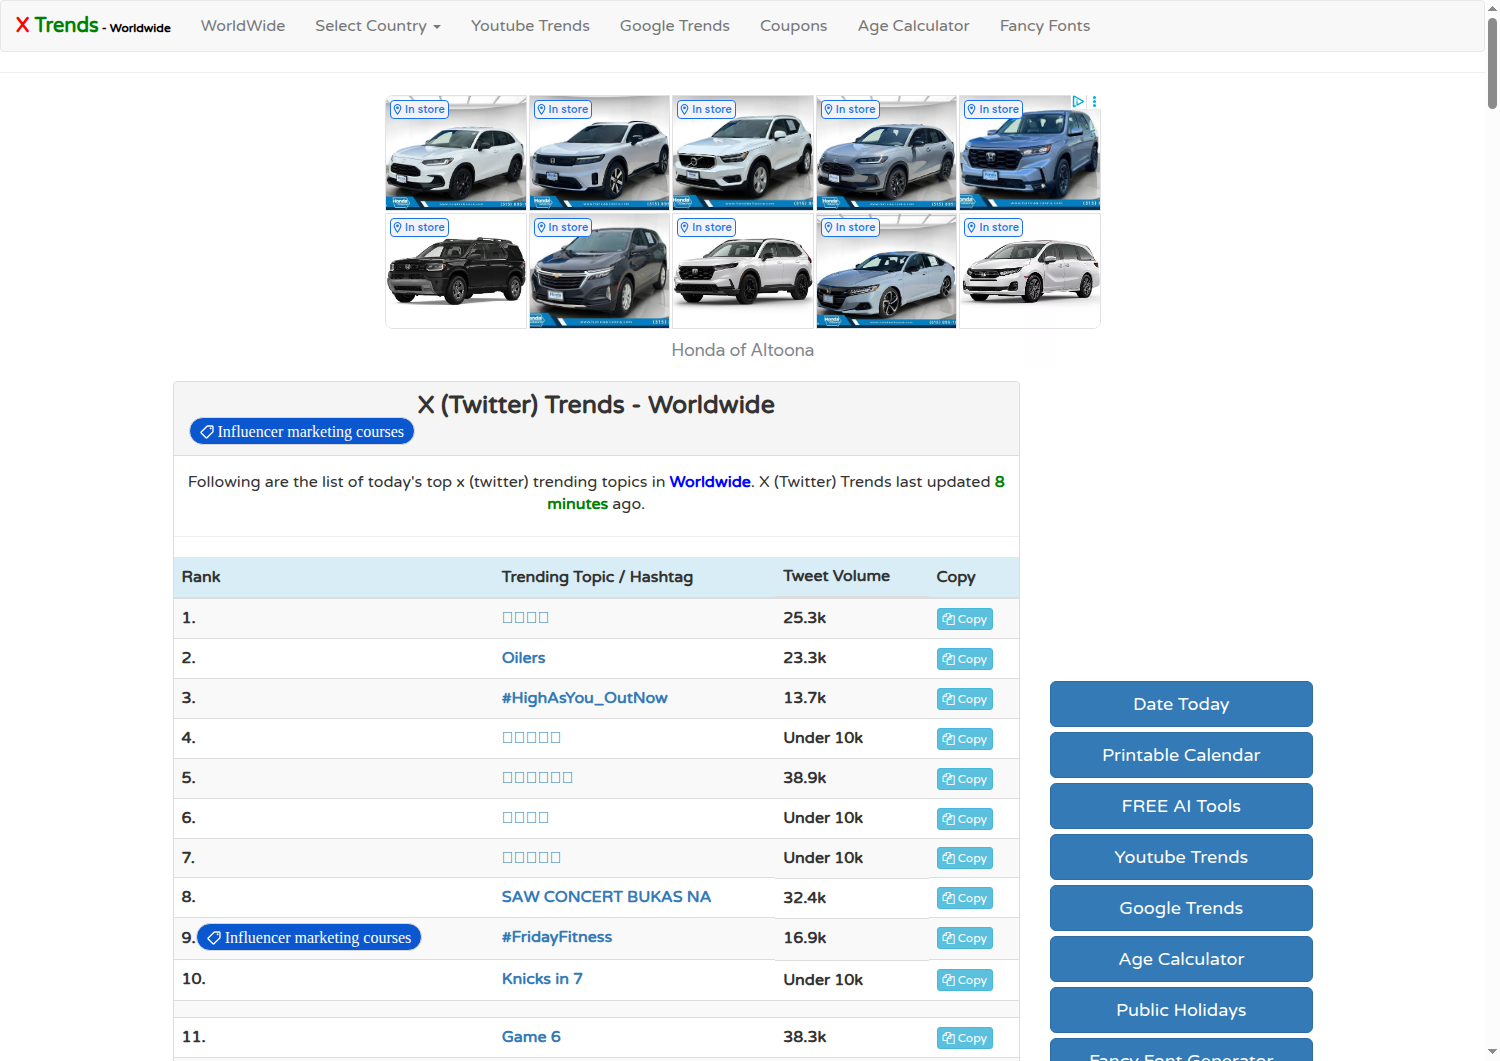 X Trends - Worldwide
WorldWide
Select Country
Youtube Trends
Google Trends
Coupons
Age Calculator
Fancy Fonts
In store
In store
In store
In store
In store
In store
In store
In store
In store
In store
Honda of Altoona
X (Twitter) Trends - Worldwide
Influencer marketing courses
Following are the list of today's top x (twitter) trending topics in Worldwide. X (Twitter) Trends last updated 8
minutes ago.
Rank Trending Topic / Hashtag Tweet Volume Copy
1. 25.3k Copy
2. Oilers 23.3k Copy
3. #HighAsYou_OutNow 13.7k Copy
4. Under 10k Copy
5. 38.9k Copy
6. Under 10k Copy
7. Under 10k Copy
8. SAW CONCERT BUKAS NA 32.4k Copy
9. Influencer marketing courses #FridayFitness 16.9k Copy
10. Knicks in 7 Under 10k Copy
11. Game 6 38.3k Copy
Date Today
Printable Calendar
FREE AI Tools
Youtube Trends
Google Trends
Age Calculator
Public Holidays
Fancy Font Generator